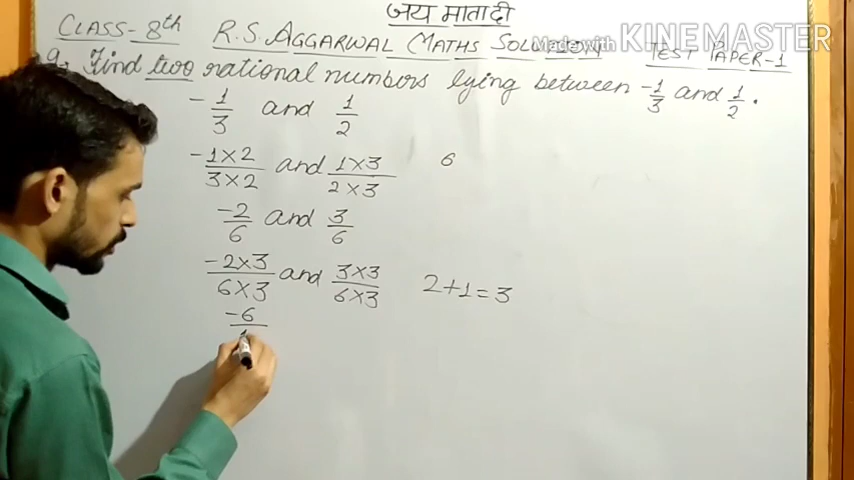 जय माता दी
CLASS-8th R.S. AGGARWAL MATHS SOLUTION TEST PAPER-1
Made with KINEMASTER
9. Find two rational numbers lying between -1/3 and 1/2.
-1/3 and 1/2
-1×2/3×2 and 1×3/2×3 6
-2/6 and 3/6
-2×3/6×3 and 3×3/6×3 2+1=3
-6/1